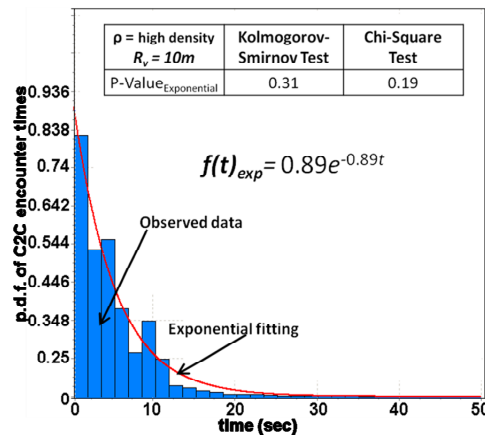 ρ = high density
R_v = 10m
Kolmogorov-
Smirnov Test
Chi-Square
Test
P-Value_Exponential
0.31
0.19
f(t)_exp = 0.89e^-0.89t
Observed data
Exponential fitting
p.d.f. of C2C encounter times
0.936
0.838
0.74
0.642
0.544
0.446
0.348
0.25
0
0 10 20 30 40 50
time (sec)